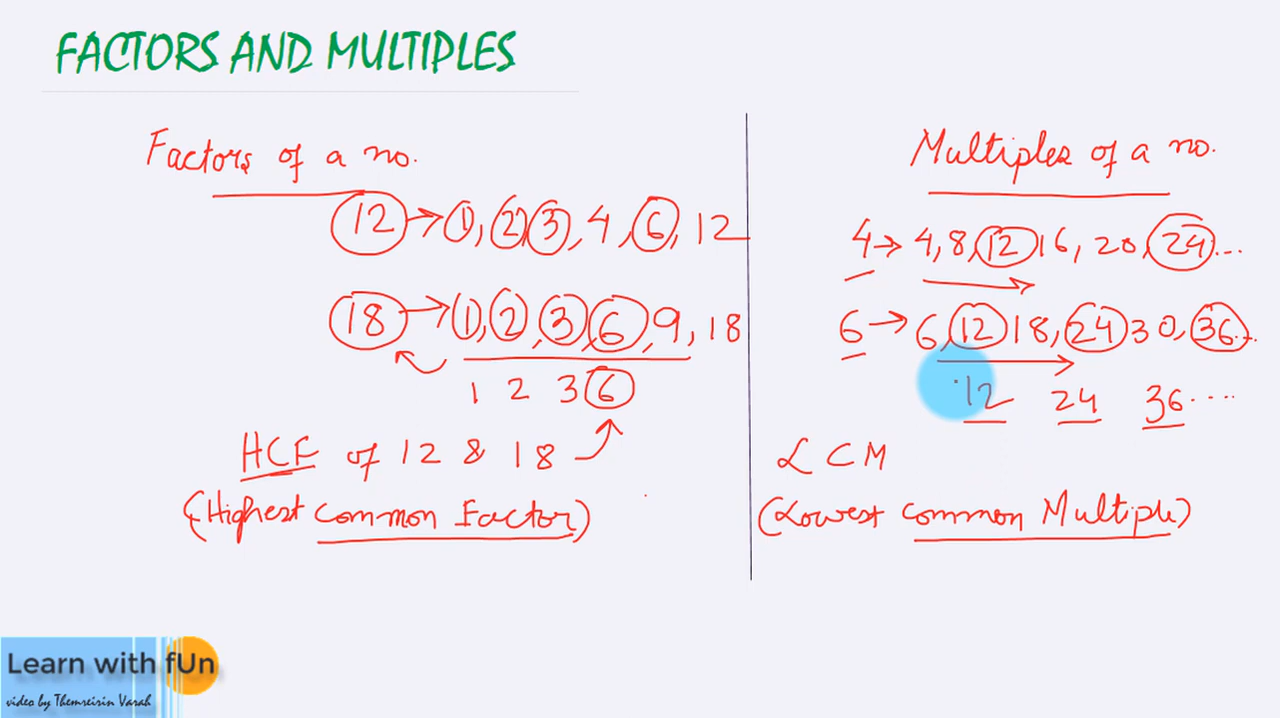 FACTORS AND MULTIPLES
Factors of a no.
12 → 1, 2, 3, 4, 6, 12
18 → 1, 2, 3, 6, 9, 18
1 2 3 6
HCF of 12 & 18
(Highest common Factor)
Multiples of a no.
4 → 4, 8, 12 16, 20, 24...
6 → 6, 12 18, 24 30, 36...
12 24 36....
LCM
(Lowest common Multiple)
Learn with fUn
video by Themreirin Varah